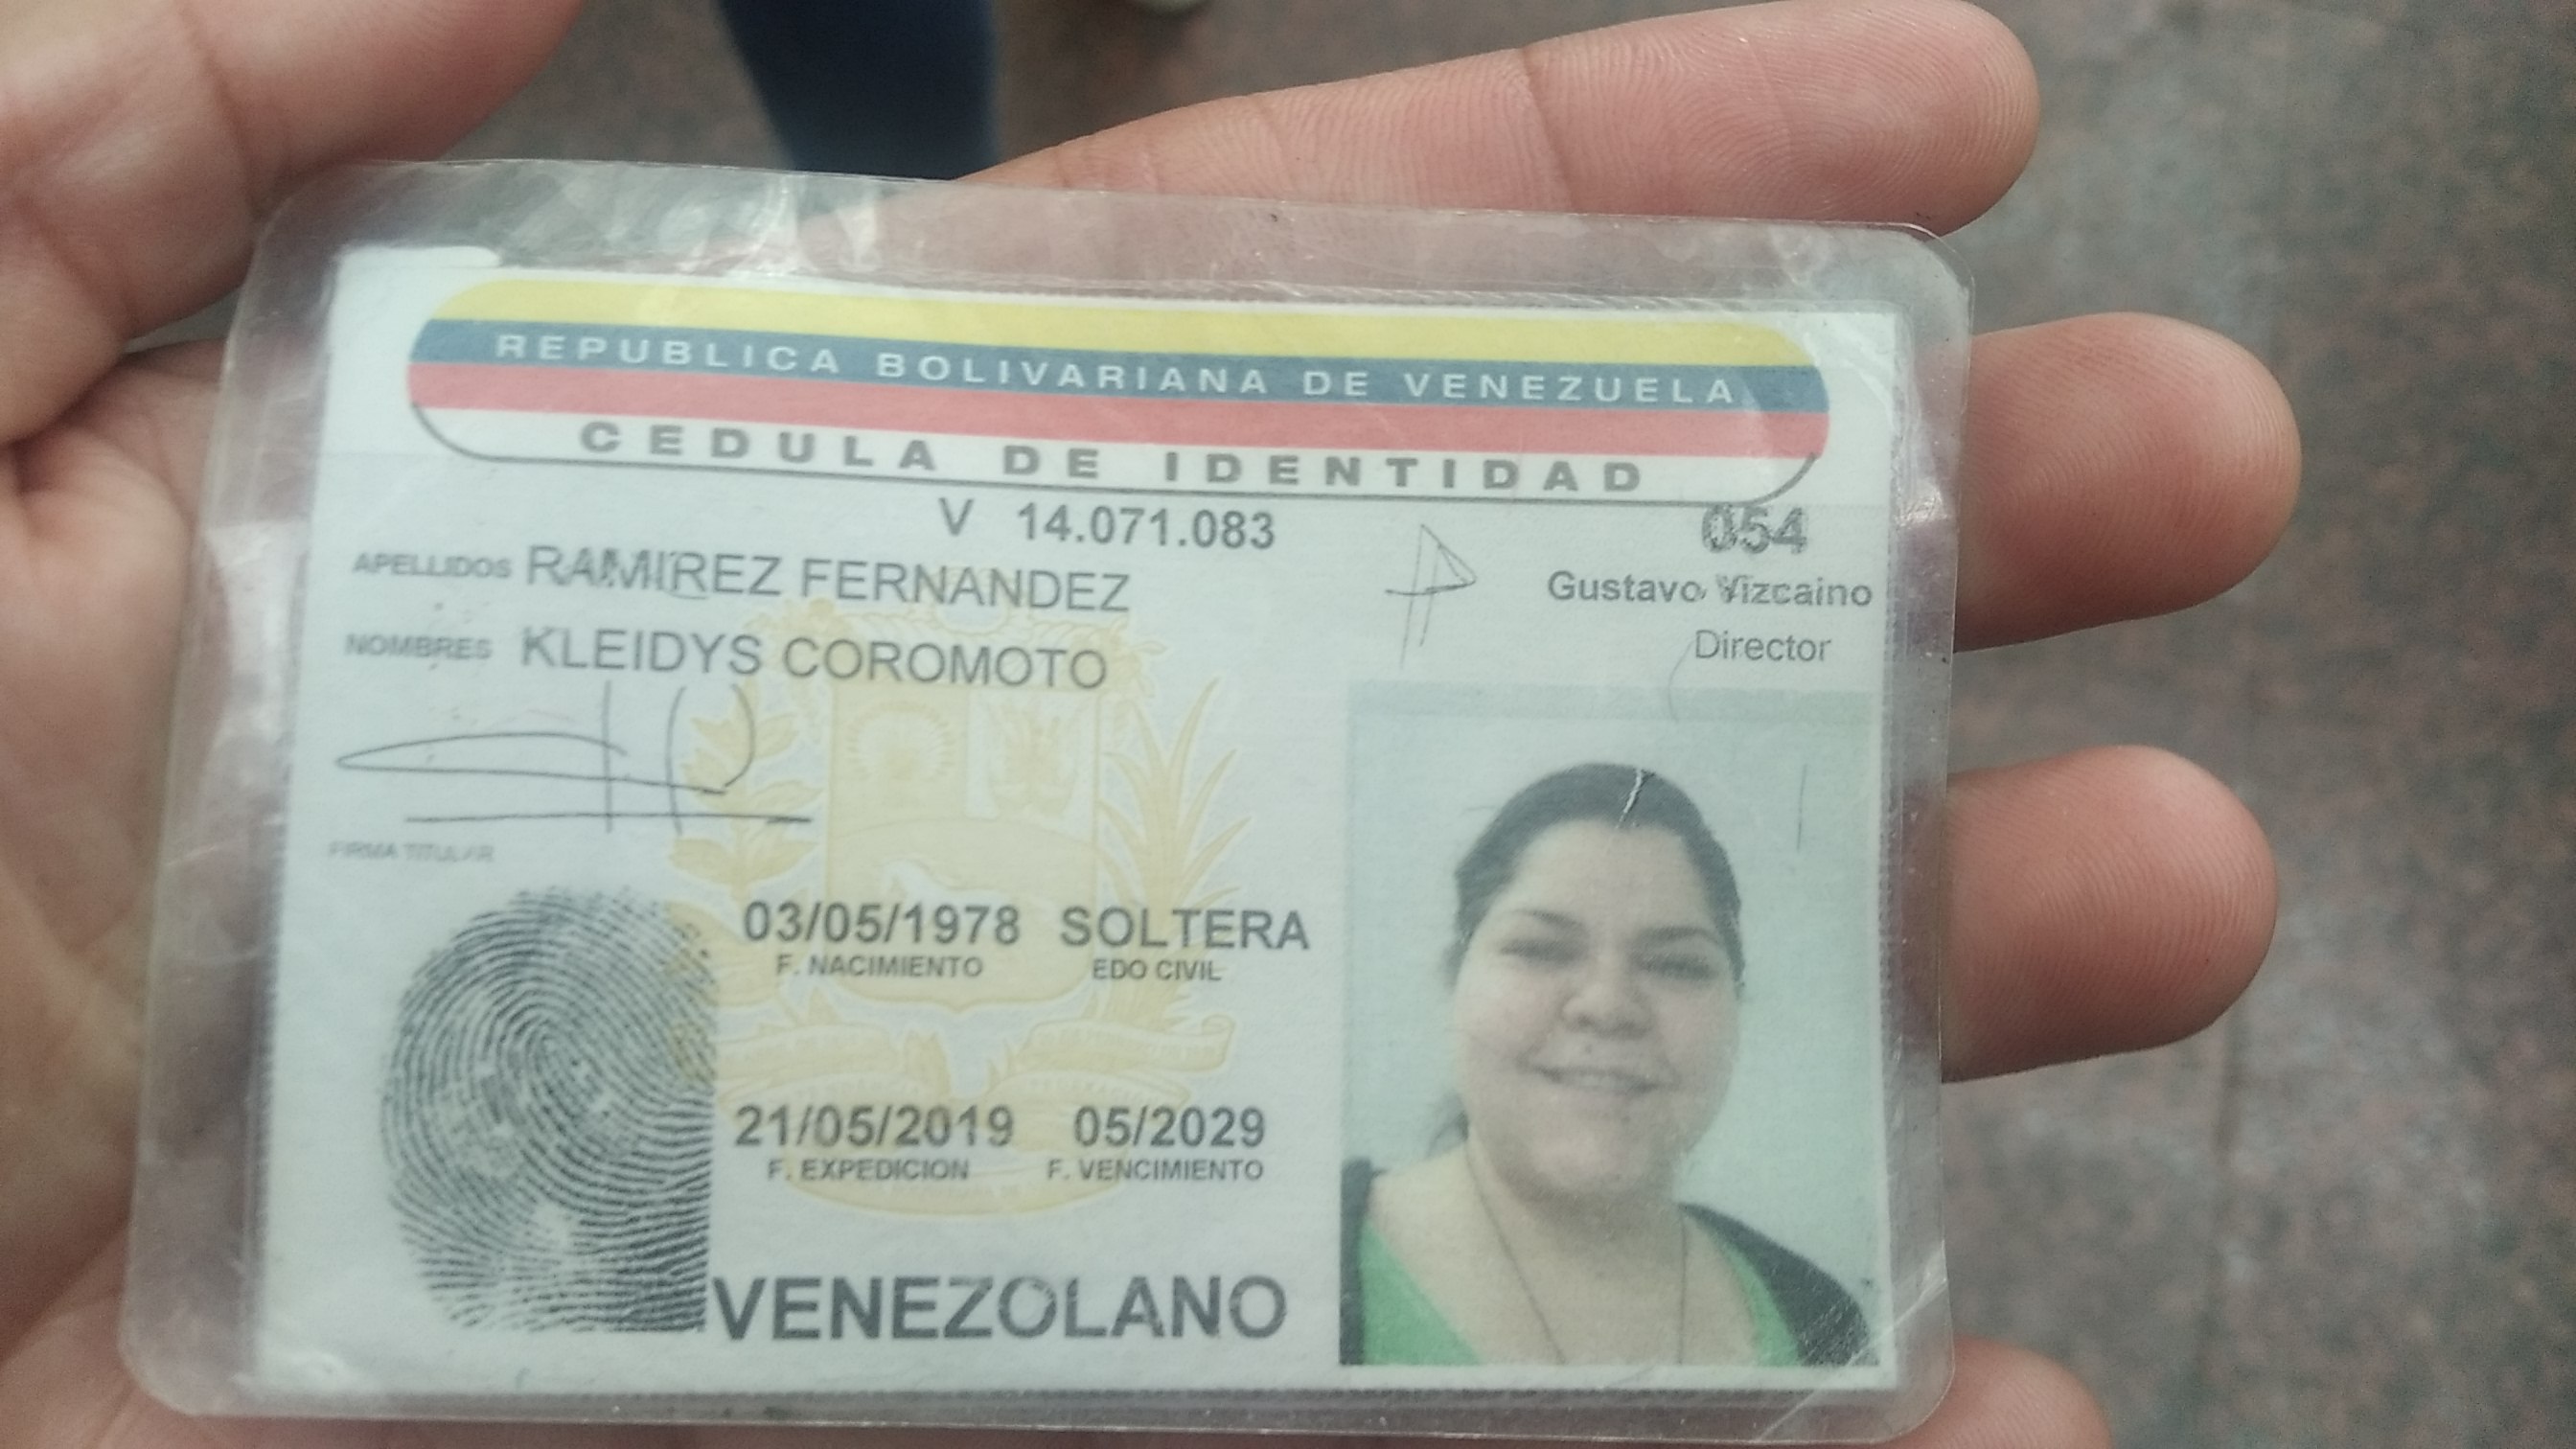 REPUBLICA BOLIVARIANA DE VENEZUELA
CEDULA DE IDENTIDAD
V 14.071.083
054
APELLIDOS RAMIREZ FERNANDEZ
Gustavo Vizcaino
Director
NOMBRES KLEIDYS COROMOTO
FIRMA TITULAR
03/05/1978 SOLTERA
F. NACIMIENTO EDO CIVIL
21/05/2019 05/2029
F. EXPEDICION F. VENCIMIENTO
VENEZOLANO